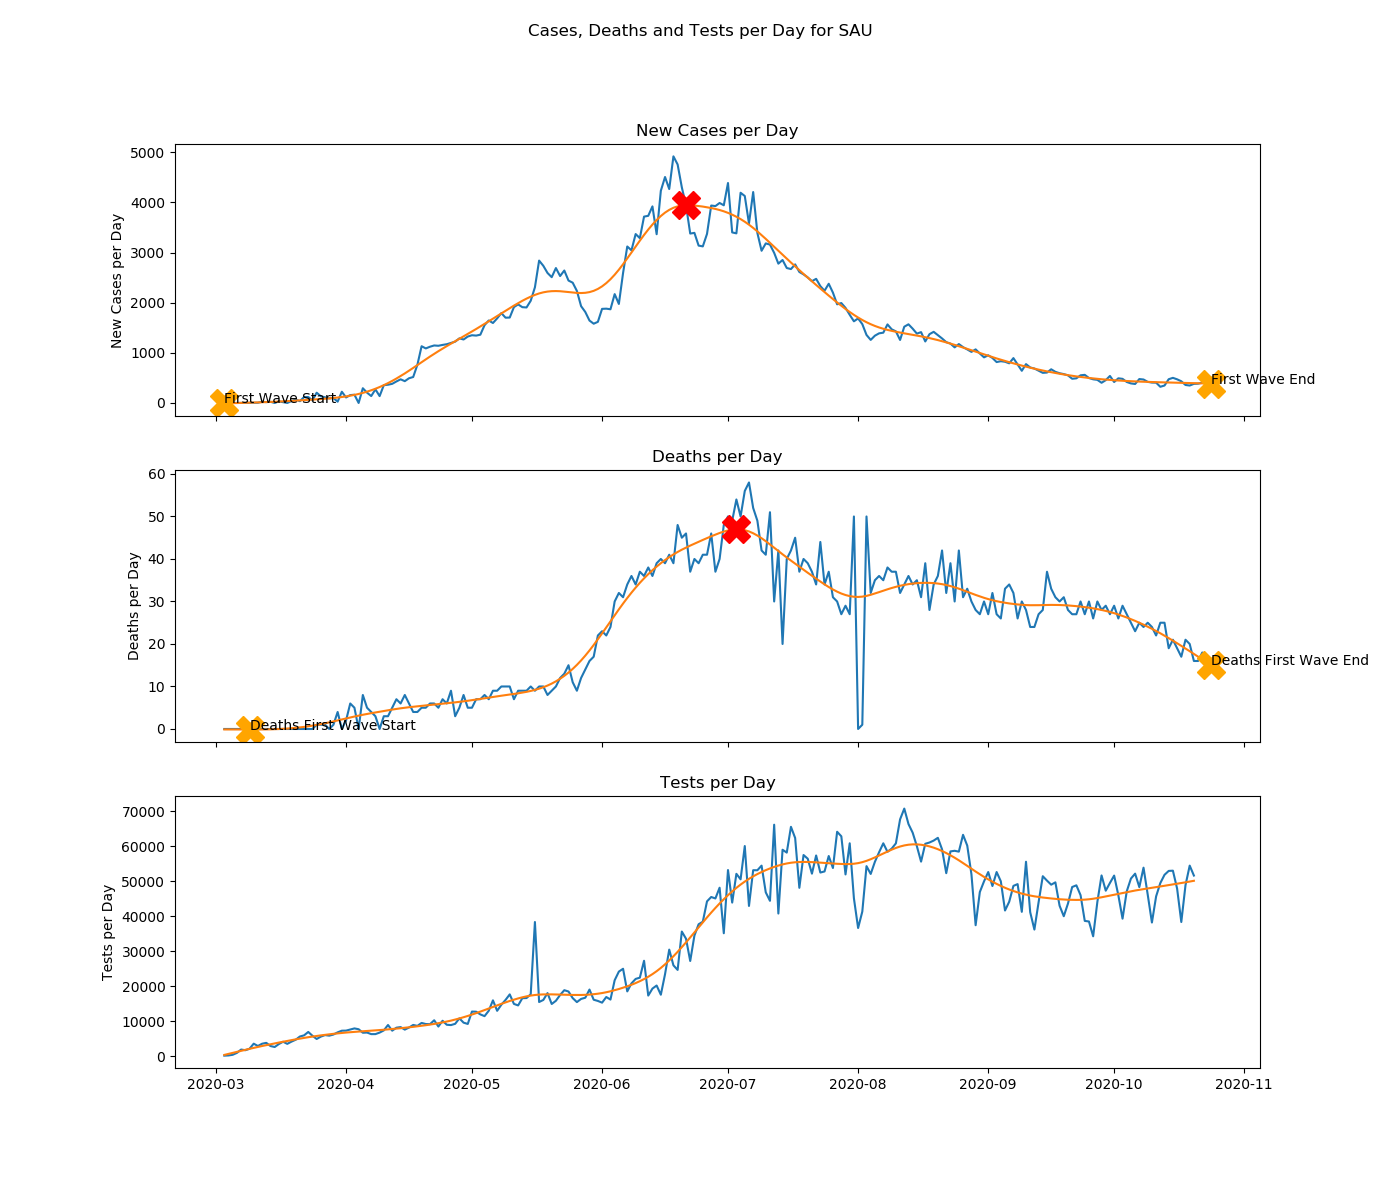 Cases, Deaths and Tests per Day for SAU
New Cases per Day
New Cases per Day
5000
4000
3000
2000
1000
0
First Wave Start
First Wave End
Deaths per Day
Deaths per Day
60
50
40
30
20
10
0
Deaths First Wave Start
Deaths First Wave End
Tests per Day
Tests per Day
70000
60000
50000
40000
30000
20000
10000
0
2020-03 2020-04 2020-05 2020-06 2020-07 2020-08 2020-09 2020-10 2020-11